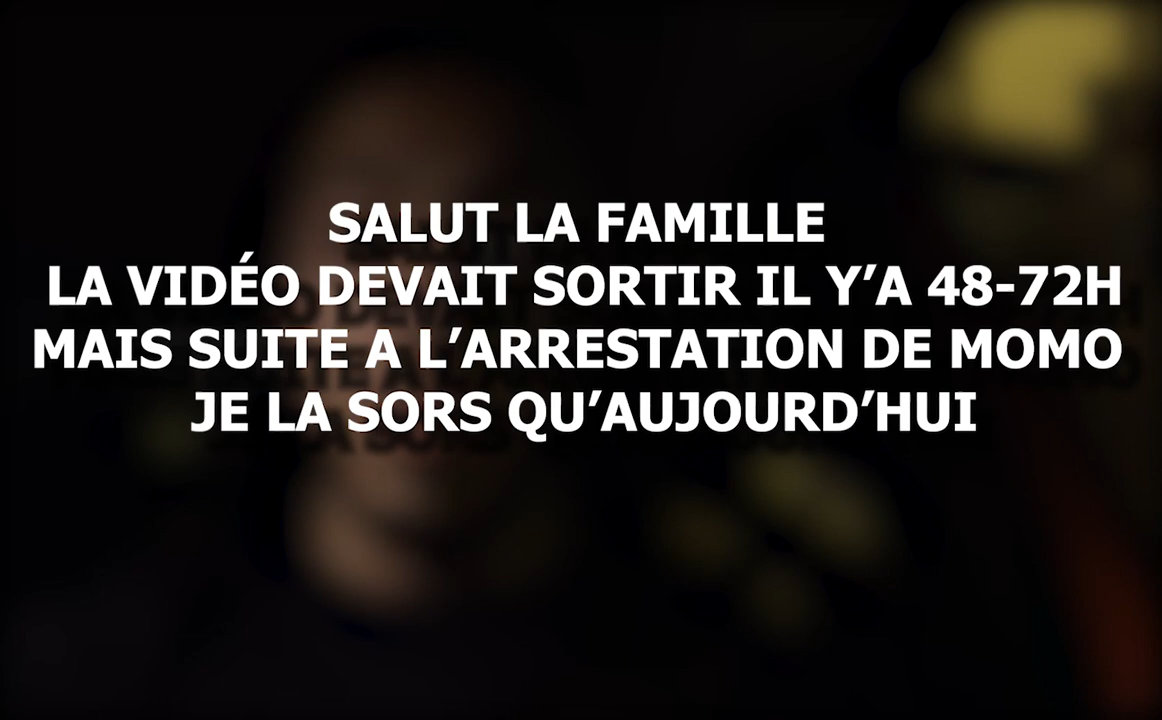 SALUT LA FAMILLE
LA VIDÉO DEVAIT SORTIR IL Y’A 48-72H
MAIS SUITE A L’ARRESTATION DE MOMO
JE LA SORS QU’AUJOURD’HUI